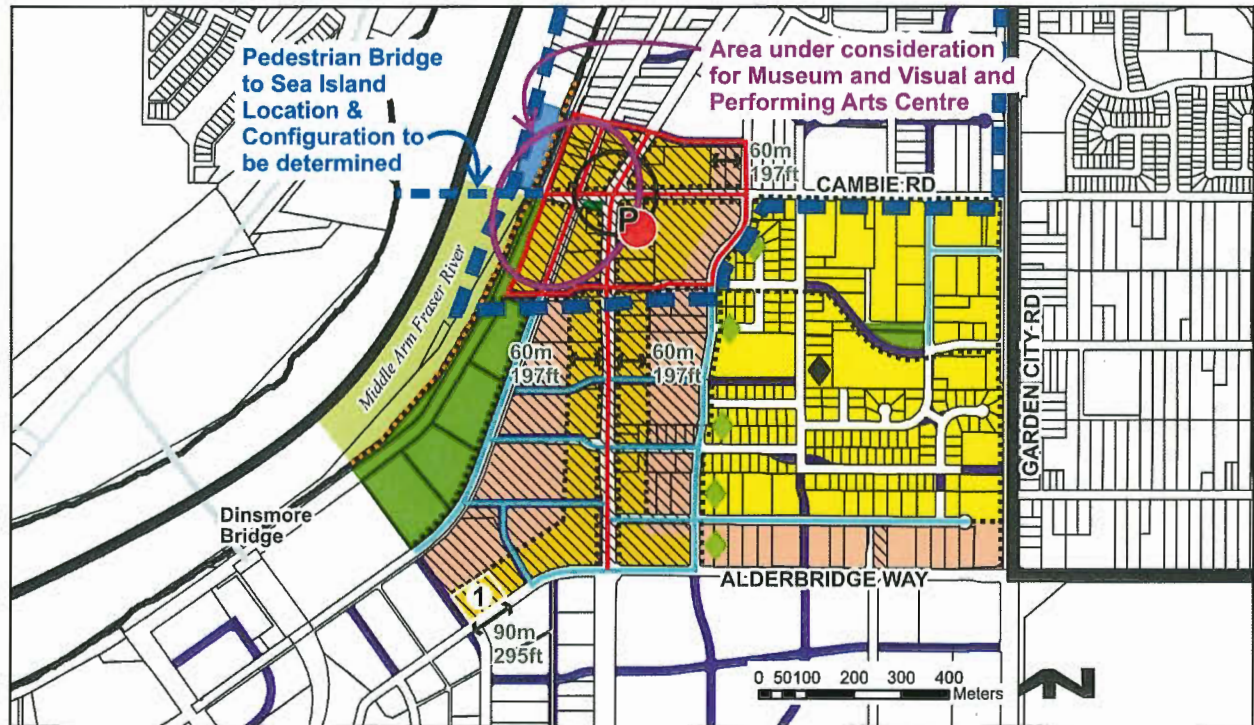 Pedestrian Bridge
to Sea Island
Location &
Configuration to
be determined
Area under consideration
for Museum and Visual and
Performing Arts Centre
60m
197ft
CAMBIE RD
P
Middle Arm Fraser River
60m
197ft
60m
197ft
GARDEN CITY RD
Dinsmore
Bridge
ALDERBRIDGE WAY
1
90m
295ft
0 50 100 200 300 400
Meters
N